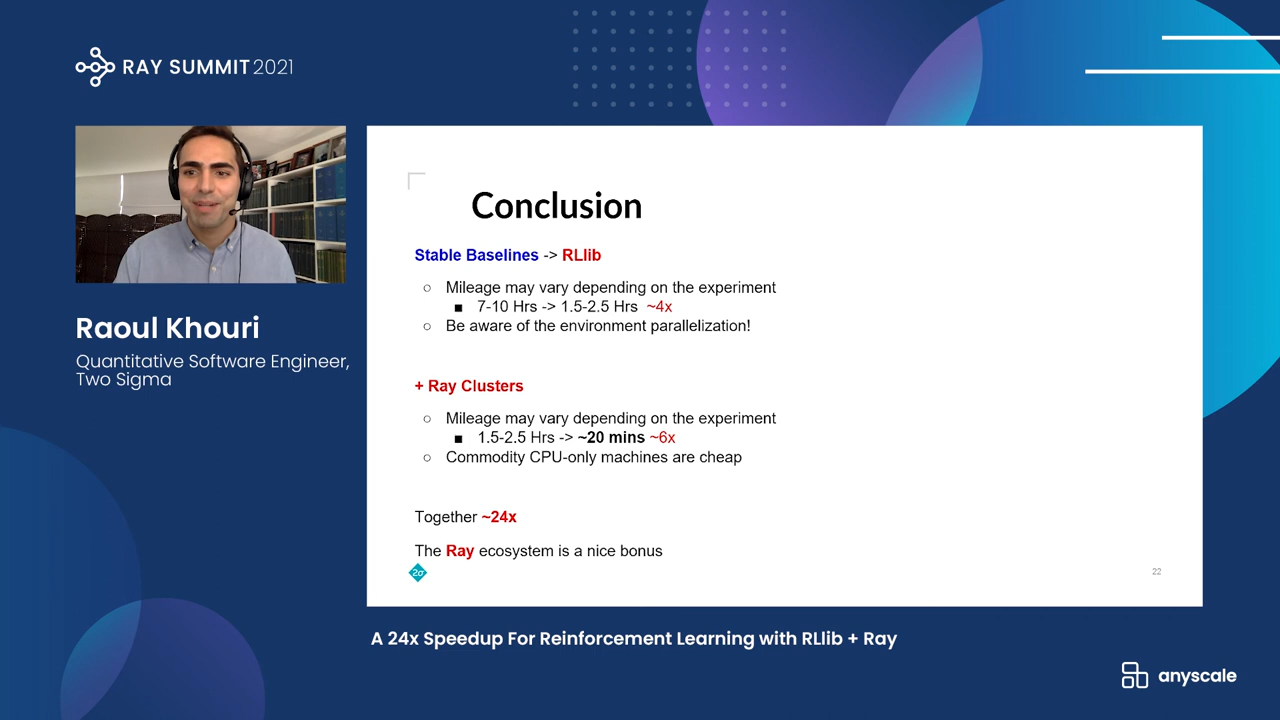 RAY SUMMIT 2021
Raoul Khouri
Quantitative Software Engineer,
Two Sigma
Conclusion
Stable Baselines -> RLlib
○ Mileage may vary depending on the experiment
■ 7-10 Hrs -> 1.5-2.5 Hrs ~4x
○ Be aware of the environment parallelization!
+ Ray Clusters
○ Mileage may vary depending on the experiment
■ 1.5-2.5 Hrs -> ~20 mins ~6x
○ Commodity CPU-only machines are cheap
Together ~24x
The Ray ecosystem is a nice bonus
2σ
22
A 24x Speedup For Reinforcement Learning with RLlib + Ray
anyscale